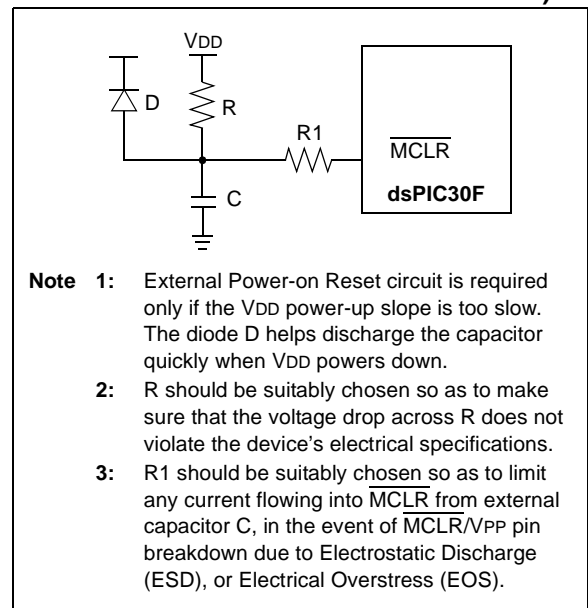 VDD
D
R
R1
MCLR
dsPIC30F
C
Note 1: External Power-on Reset circuit is required
only if the VDD power-up slope is too slow.
The diode D helps discharge the capacitor
quickly when VDD powers down.
2: R should be suitably chosen so as to make
sure that the voltage drop across R does not
violate the device's electrical specifications.
3: R1 should be suitably chosen so as to limit
any current flowing into MCLR from external
capacitor C, in the event of MCLR/VPP pin
breakdown due to Electrostatic Discharge
(ESD), or Electrical Overstress (EOS).